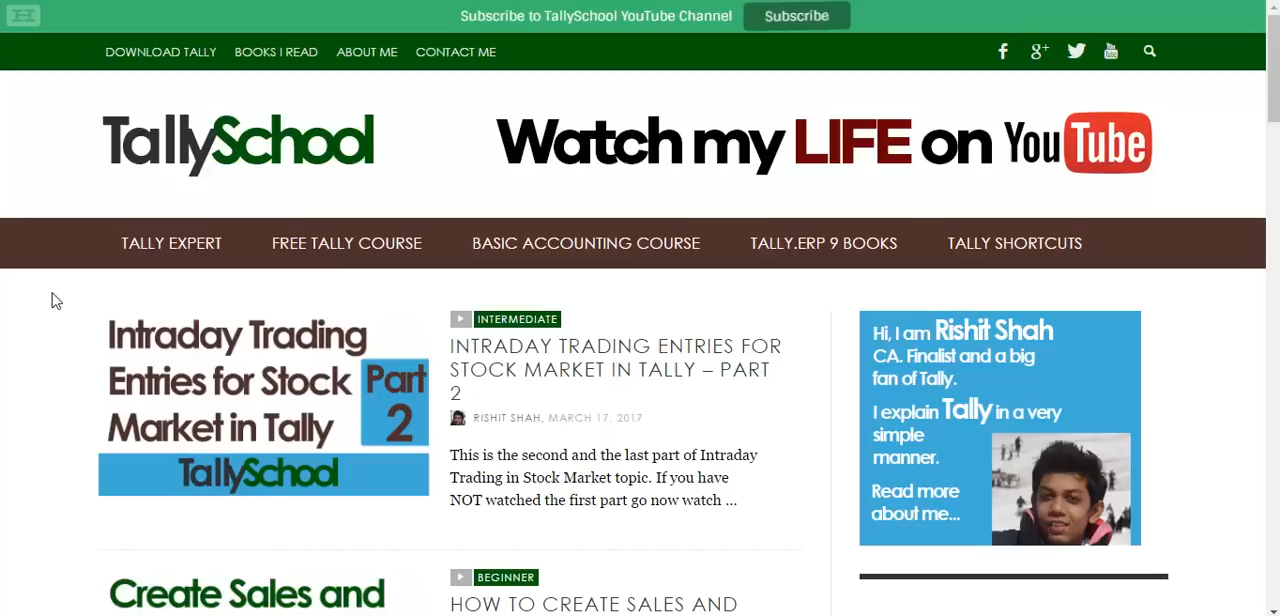 Subscribe to TallySchool YouTube Channel Subscribe
DOWNLOAD TALLY BOOKS I READ ABOUT ME CONTACT ME
TallySchool
Watch my LIFE on YouTube
TALLY EXPERT FREE TALLY COURSE BASIC ACCOUNTING COURSE TALLY.ERP 9 BOOKS TALLY SHORTCUTS
Intraday Trading
Entries for Stock
Market in Tally
Part
2
TallySchool
INTERMEDIATE
INTRADAY TRADING ENTRIES FOR
STOCK MARKET IN TALLY – PART
2
RISHIT SHAH, MARCH 17, 2017
This is the second and the last part of Intraday
Trading in Stock Market topic. If you have
NOT watched the first part go now watch ...
Hi, I am Rishit Shah
CA. Finalist and a big
fan of Tally.
I explain Tally in a very
simple
manner.
Read more
about me...
Create Sales and
BEGINNER
HOW TO CREATE SALES AND